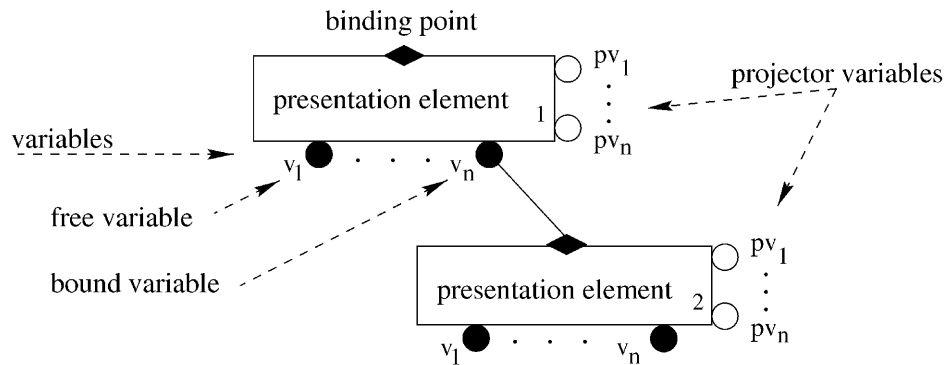 binding point
pv1
projector variables
presentation element
1
pvn
variables
v1 . . . . vn
free variable
bound variable
pv1
presentation element
2
pvn
v1 . . . . vn